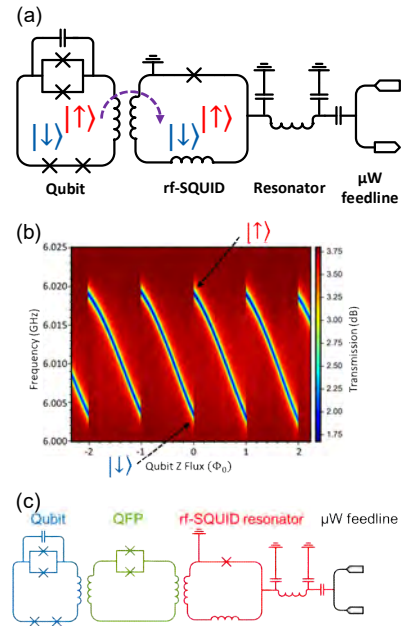 (a)
|↓⟩ |↑⟩ |↓⟩ |↑⟩
Qubit rf-SQUID Resonator µW feedline
(b)
|↑⟩
6.025
6.020
6.015
6.010
6.005
6.000
Frequency (GHz)
-2 -1 0 1 2
Qubit Z Flux (Φ₀)
|↓⟩
3.75
3.50
3.25
3.00
2.75
2.50
2.25
2.00
1.75
Transmission (dB)
(c)
Qubit QFP rf-SQUID resonator µW feedline